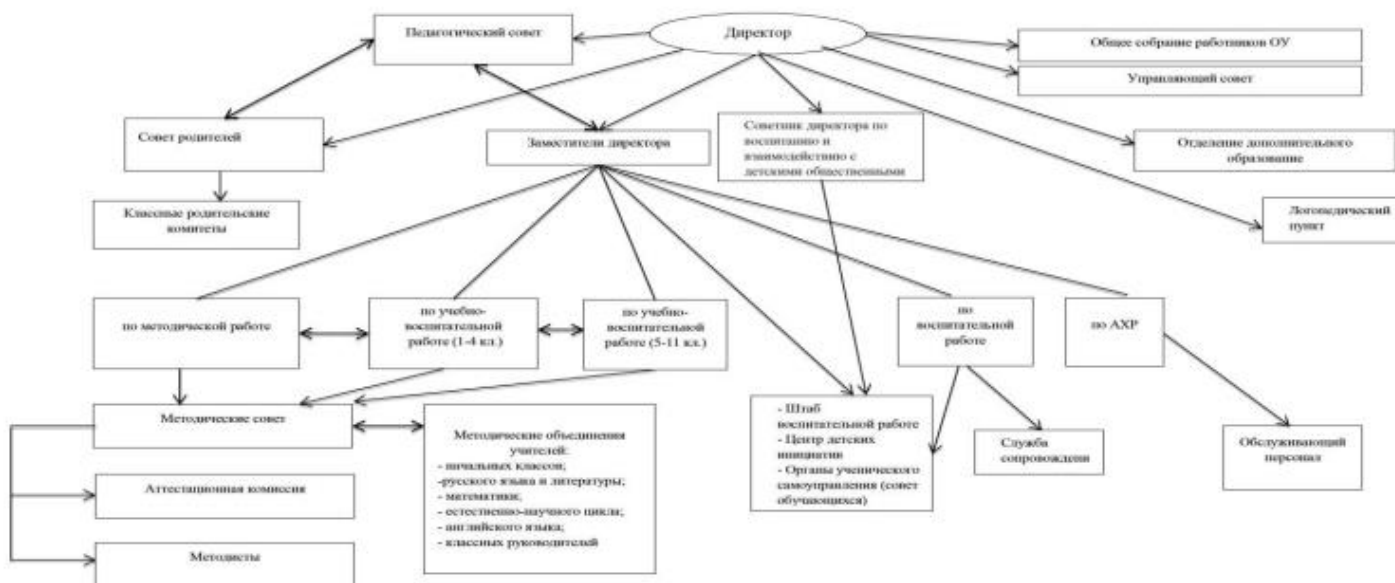 Педагогический совет
Директор
Общее собрание работников ОУ
Управляющий совет
Совет родителей
Заместители директора
Советник директора по
воспитанию и
взаимодействию с
детскими общественными
Отделение дополнительного
образование
Классные родительские
комитеты
Логопедический
пункт
по методической работе
по учебно-
воспитательной
работе (1-4 кл.)
по учебно-
воспитательной
работе (5-11 кл.)
по
воспитательной
работе
по АХР
Методические совет
Методические объединения
учителей:
- начальных классов;
-русского языка и литературы;
- математики;
- естественно-научного цикла;
- английского языка;
- классных руководителей
- Штаб
воспитательной работе
- Центр детских
инициатив
- Органы ученического
самоуправления (совет
обучающихся)
Служба
сопровождени
Обслуживающий
персонал
Аттестационная комиссия
Методисты